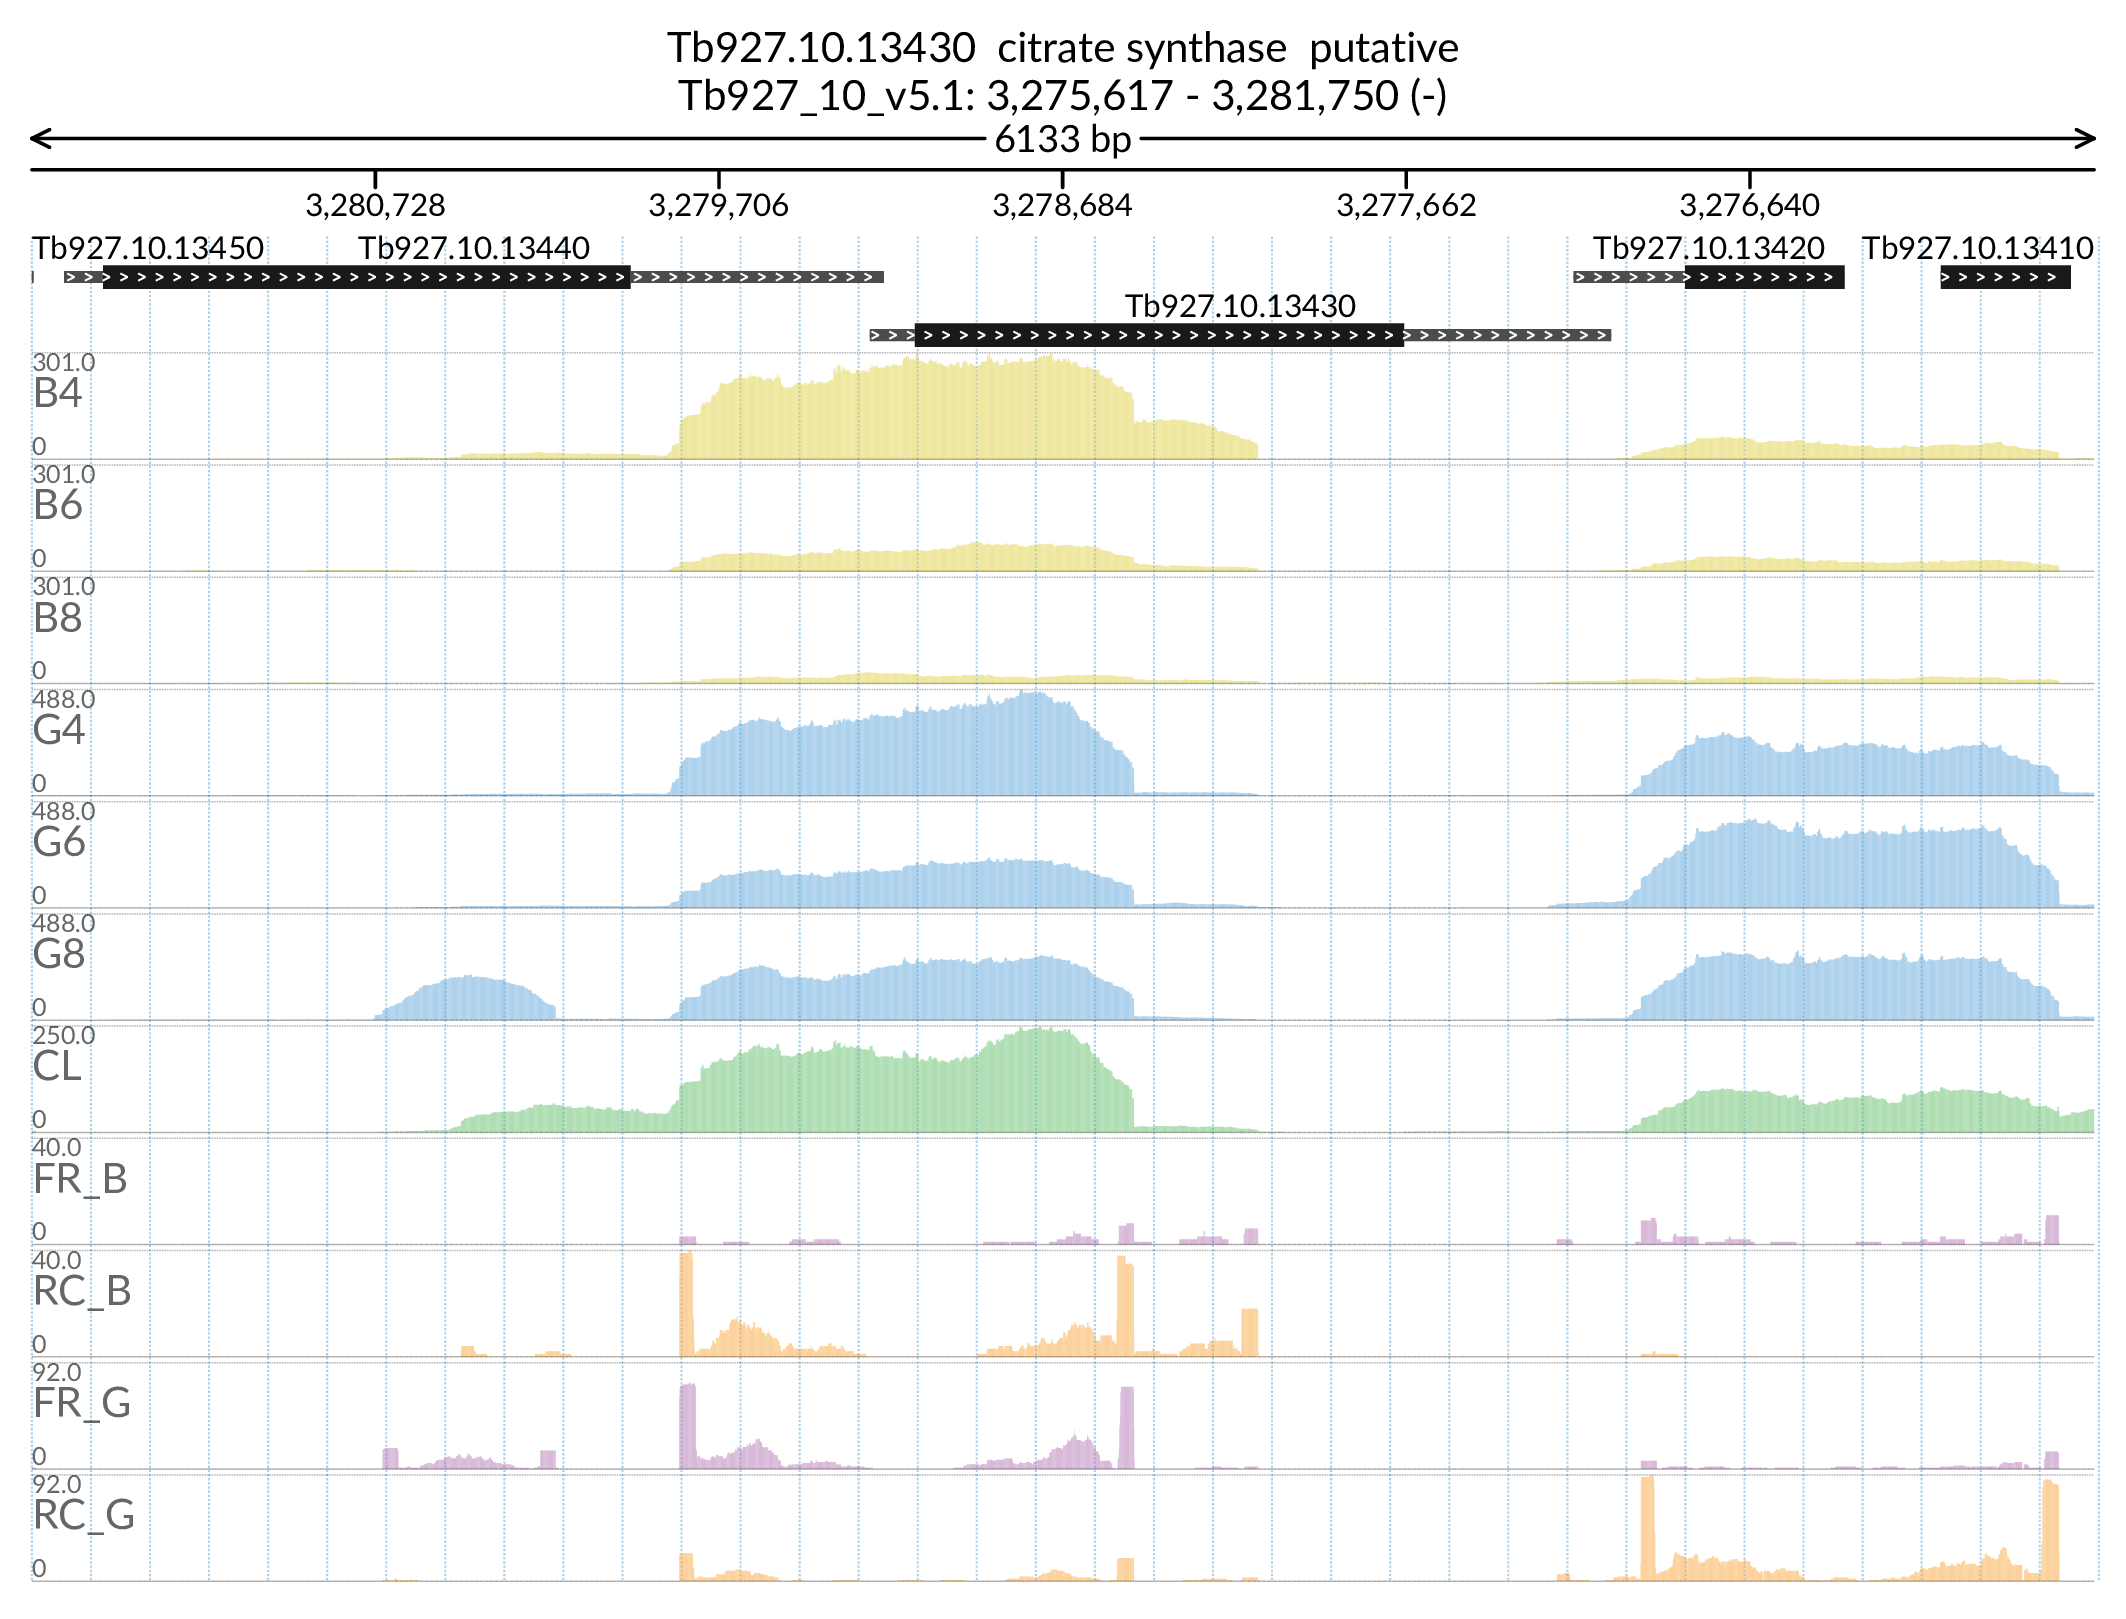 Tb927.10.13430 citrate synthase putative
Tb927_10_v5.1: 3,275,617 - 3,281,750 (-)
6133 bp
3,280,728 3,279,706 3,278,684 3,277,662 3,276,640
Tb927.10.13450 Tb927.10.13440 Tb927.10.13420 Tb927.10.13410
Tb927.10.13430
301.0
B4
0
301.0
B6
0
301.0
B8
0
488.0
G4
0
488.0
G6
0
488.0
G8
0
250.0
CL
0
40.0
FR_B
0
40.0
RC_B
0
92.0
FR_G
0
92.0
RC_G
0